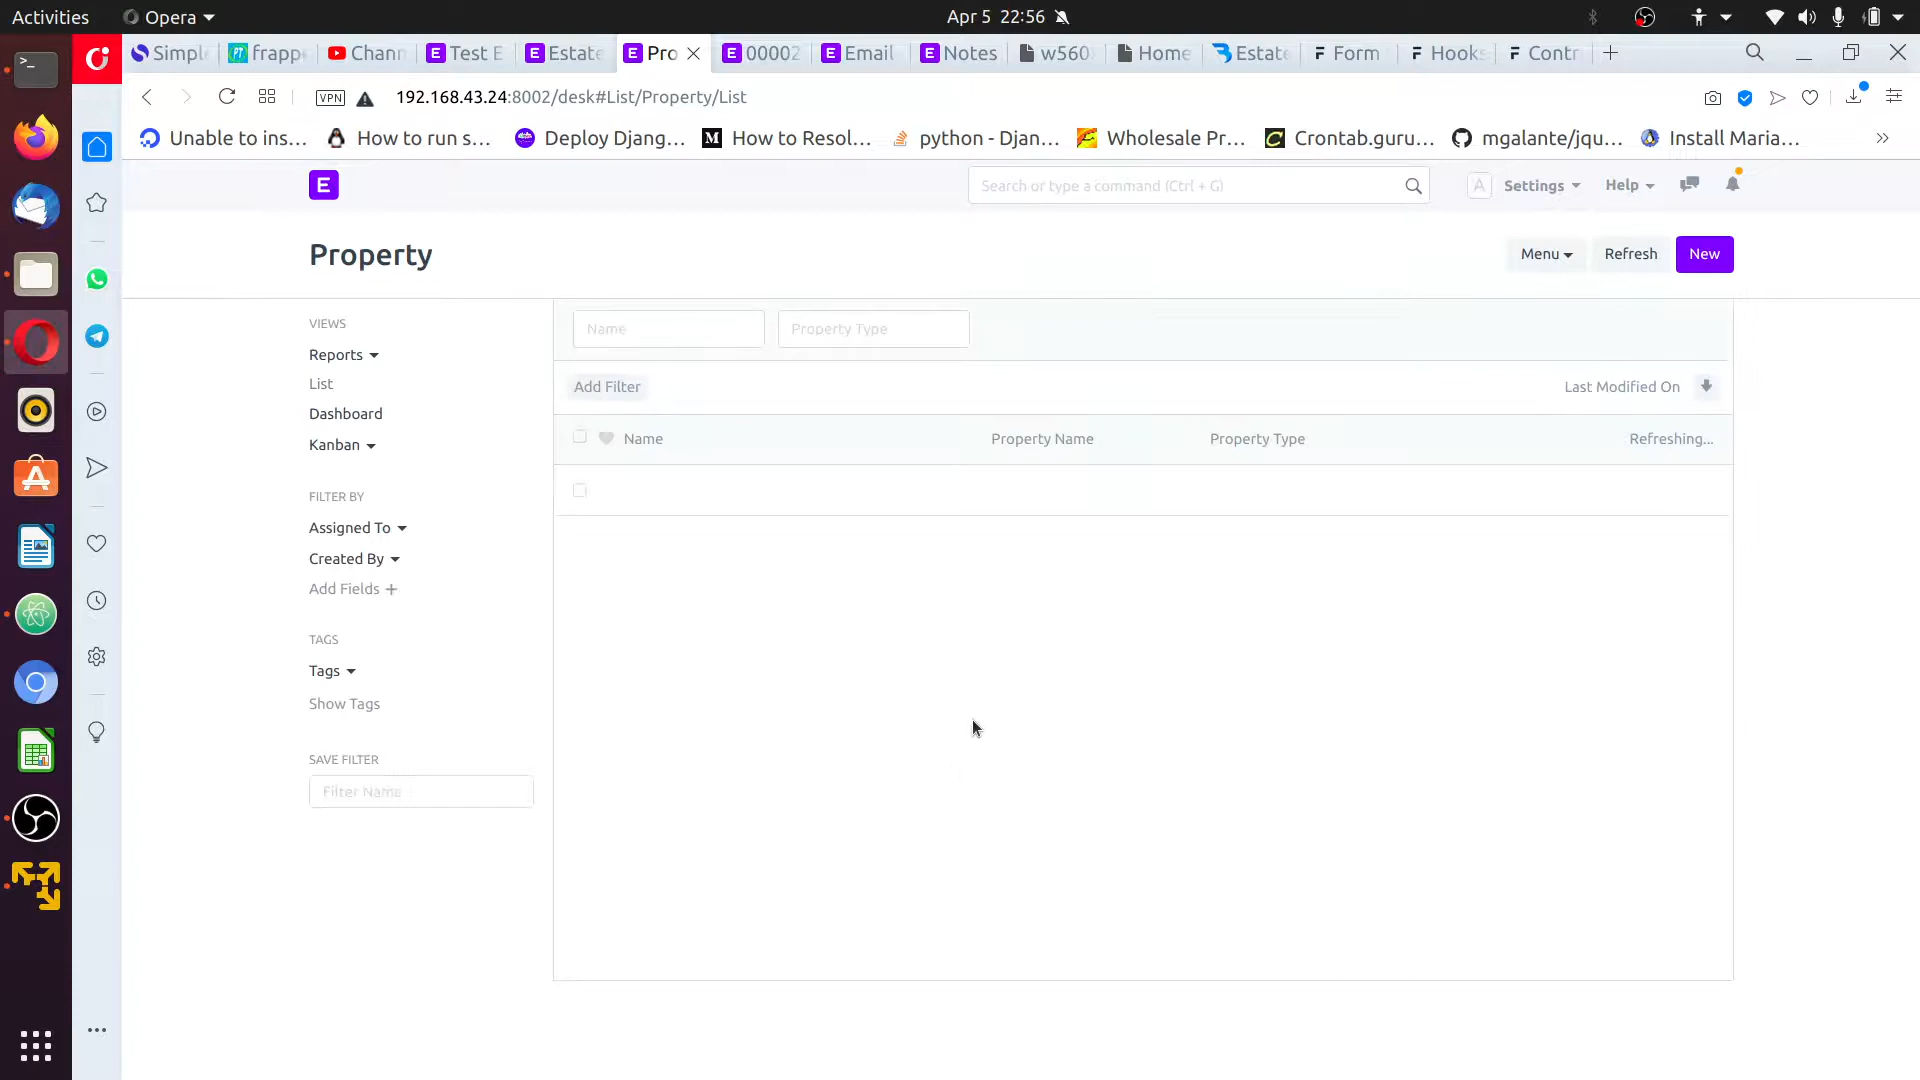 Activities
Opera
Apr 5 22:56
Simple
frapp
Chann
Test E
Estate
Pro
00002
Email
Notes
w560
Home
Estate
Form
Hooks
Contr
VPN
192.168.43.24:8002/desk#List/Property/List
Unable to ins...
How to run s...
Deploy Djang...
How to Resol...
python - Djan...
Wholesale Pr...
Crontab.guru...
mgalante/jqu...
Install Maria...
E
Search or type a command (Ctrl + G)
A
Settings
Help
Property
Menu
Refresh
New
VIEWS
Reports
List
Dashboard
Kanban
FILTER BY
Assigned To
Created By
Add Fields
TAGS
Tags
Show Tags
SAVE FILTER
Filter Name
Name
Property Type
Add Filter
Last Modified On
Name
Property Name
Property Type
Refreshing...